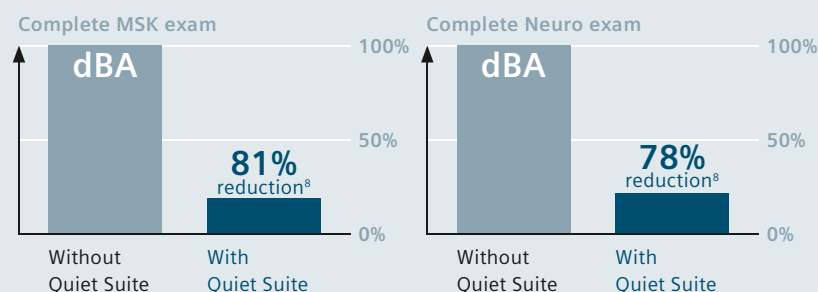 Complete MSK exam
100%
dBA
50%
81%
reduction⁸
0%
Without
Quiet Suite
With
Quiet Suite
Complete Neuro exam
100%
dBA
50%
78%
reduction⁸
0%
Without
Quiet Suite
With
Quiet Suite